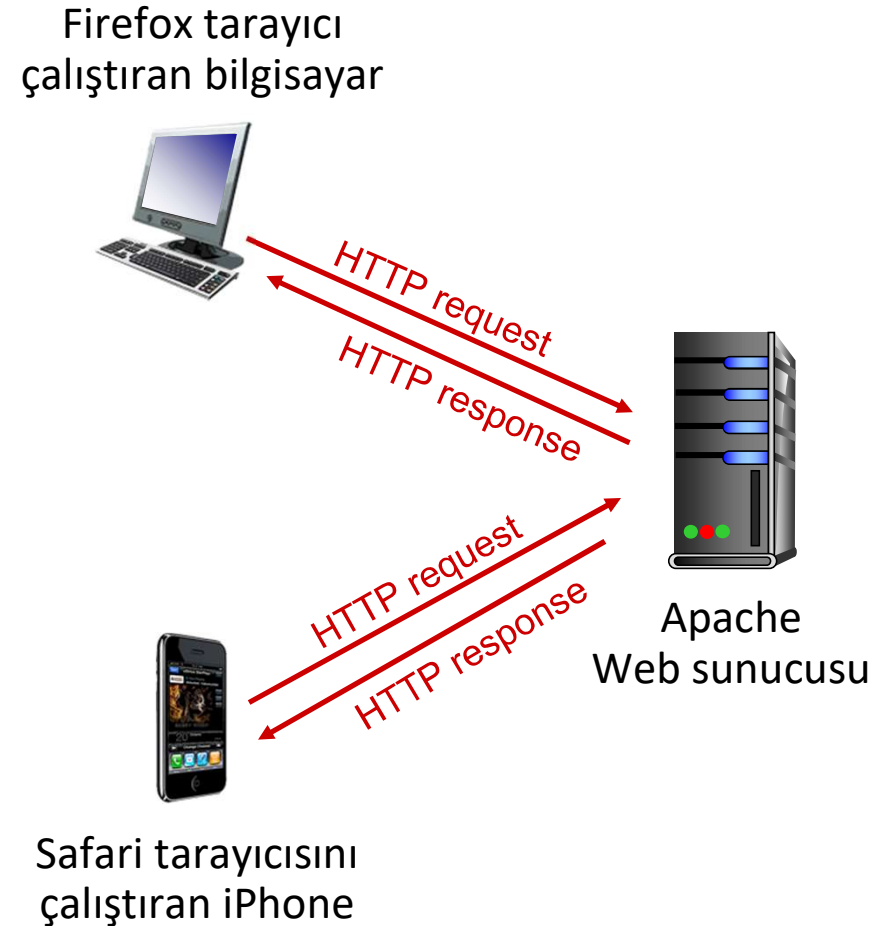 Firefox tarayıcı
çalıştıran bilgisayar
HTTP request
HTTP response
HTTP request
HTTP response
Apache
Web sunucusu
Safari tarayıcısını
çalıştıran iPhone